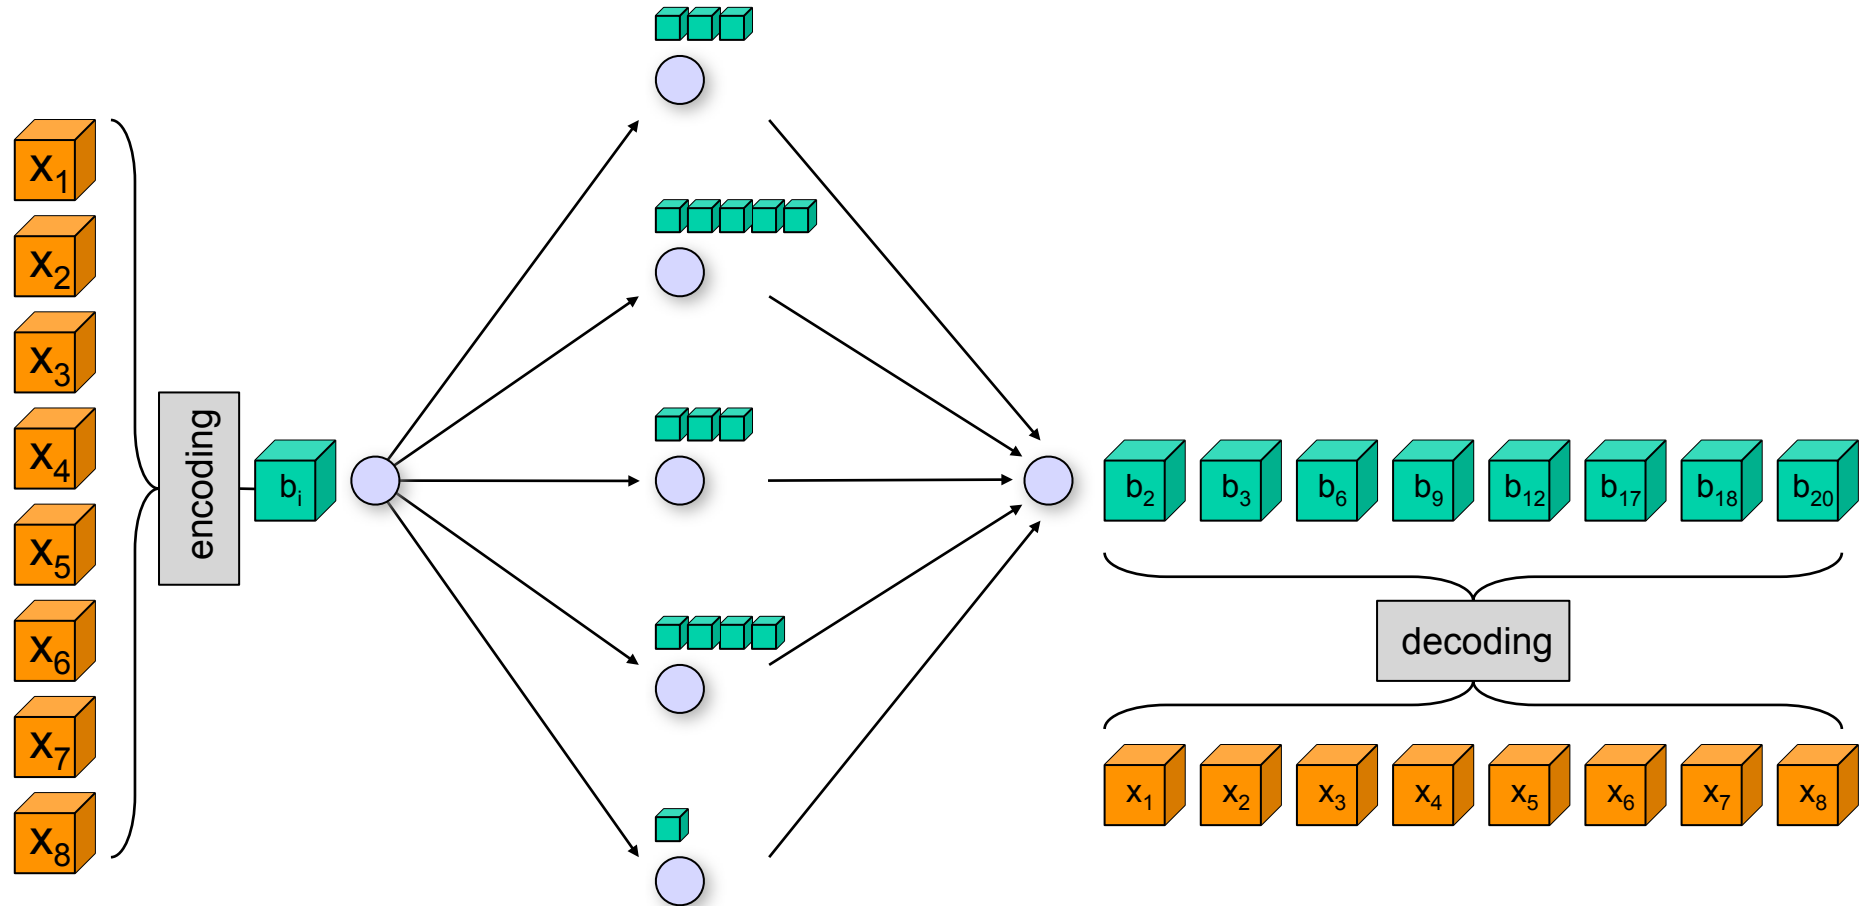 x1
x2
x3
x4
x5
x6
x7
x8
encoding
bi
b2 b3 b6 b9 b12 b17 b18 b20
decoding
x1 x2 x3 x4 x5 x6 x7 x8